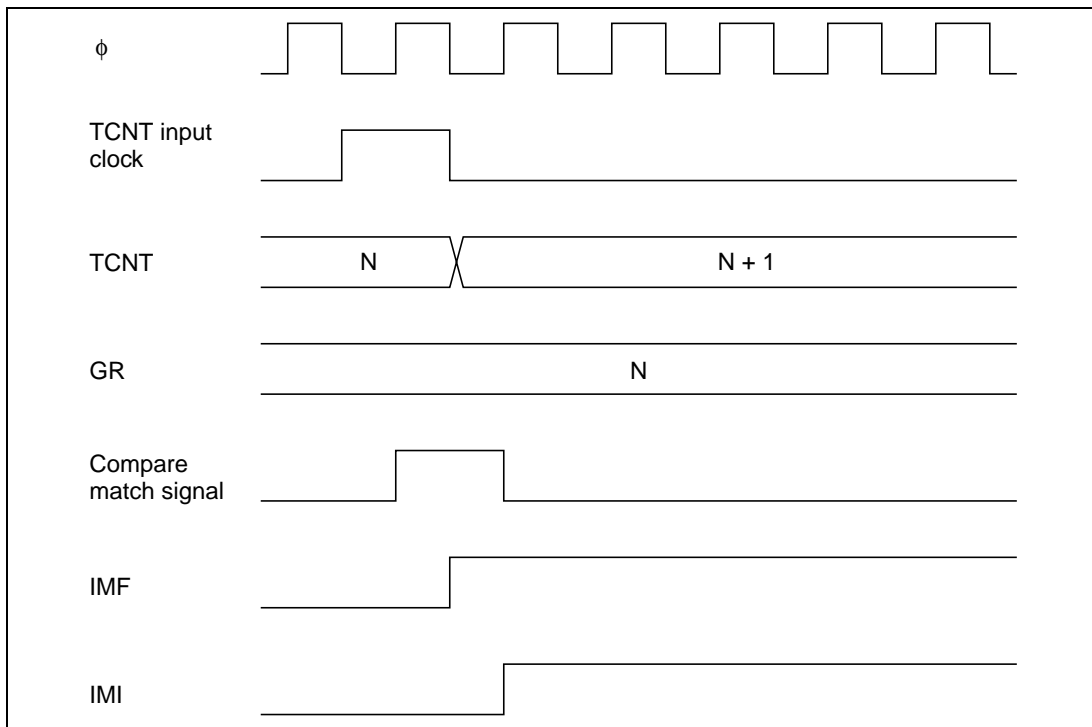 ϕ
TCNT input
clock
TCNT
N
N + 1
GR
N
Compare
match signal
IMF
IMI